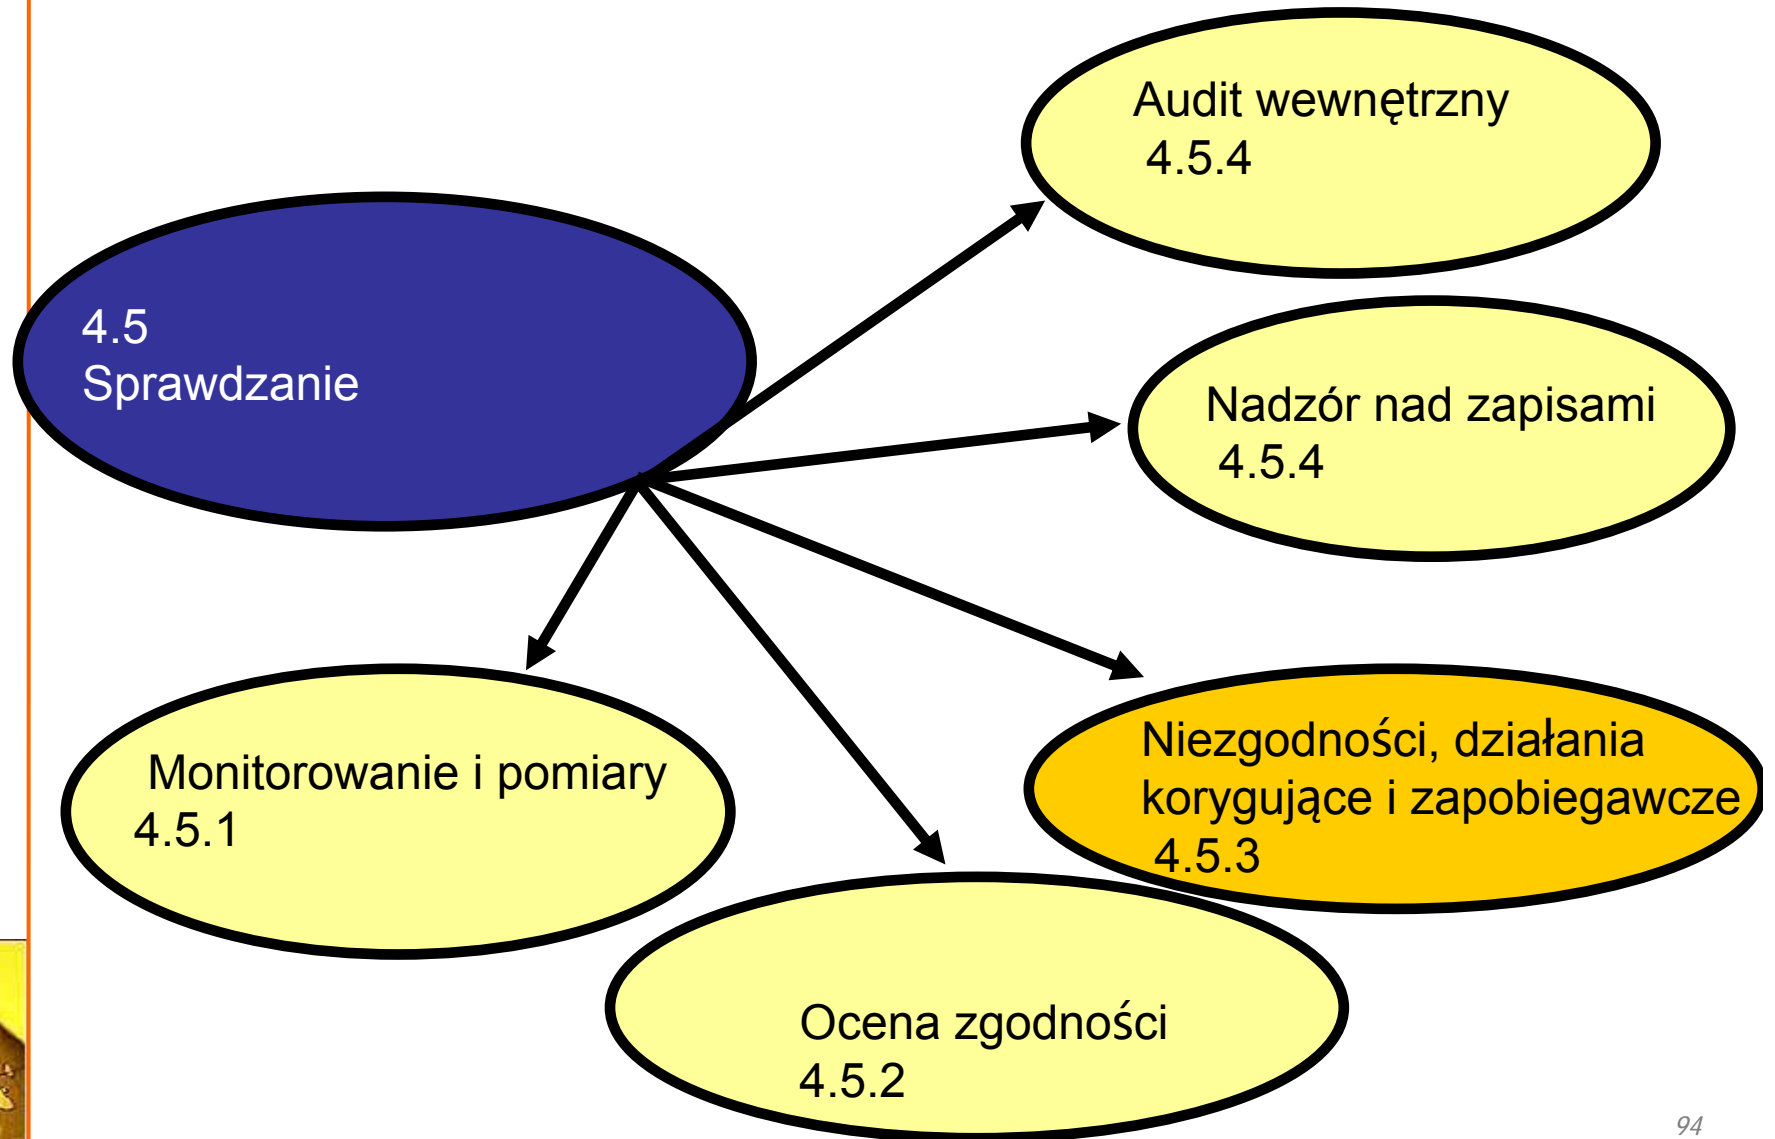 Audit wewnętrzny
4.5.4
4.5
Sprawdzanie
Nadzór nad zapisami
4.5.4
Niezgodności, działania
korygujące i zapobiegawcze
4.5.3
Monitorowanie i pomiary
4.5.1
Ocena zgodności
4.5.2
94